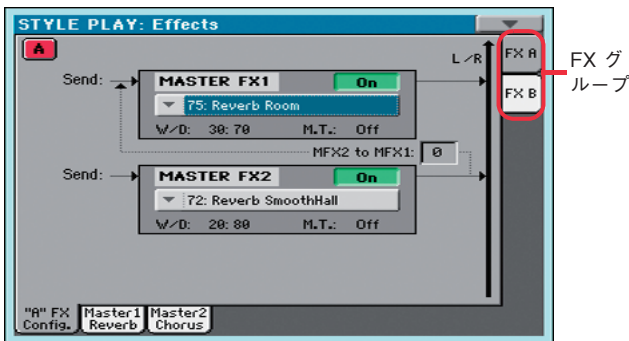 STYLE PLAY: Effects
A
L/R
FX A
FX B
FX グ
ループ
Send:
MASTER FX1
On
75: Reverb Room
W/D: 30:70 M.T.: Off
MFX2 to MFX1: 0
Send:
MASTER FX2
On
72: Reverb SmoothHall
W/D: 20:80 M.T.: Off
"A" FX
Config.
Master1
Reverb
Master2
Chorus